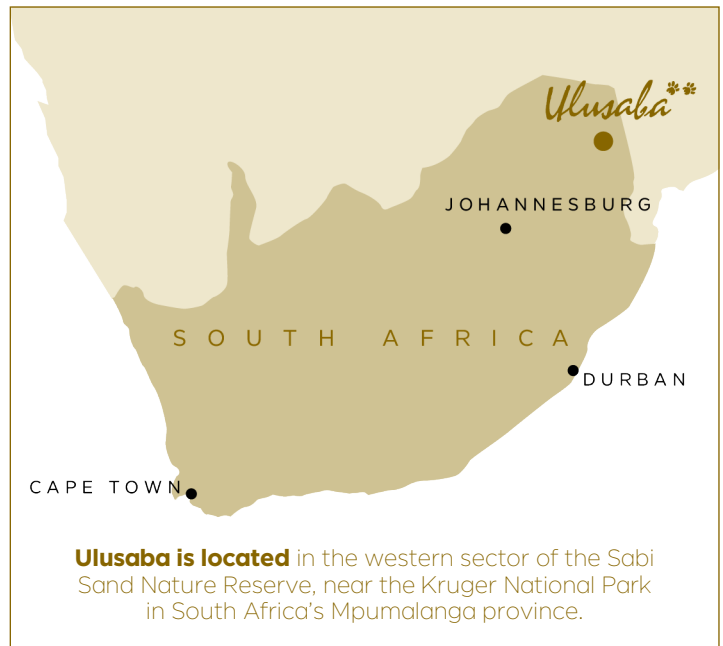 Ulusaba
JOHANNESBURG
SOUTH AFRICA
DURBAN
CAPE TOWN
Ulusaba is located in the western sector of the Sabi
Sand Nature Reserve, near the Kruger National Park
in South Africa's Mpumalanga province.